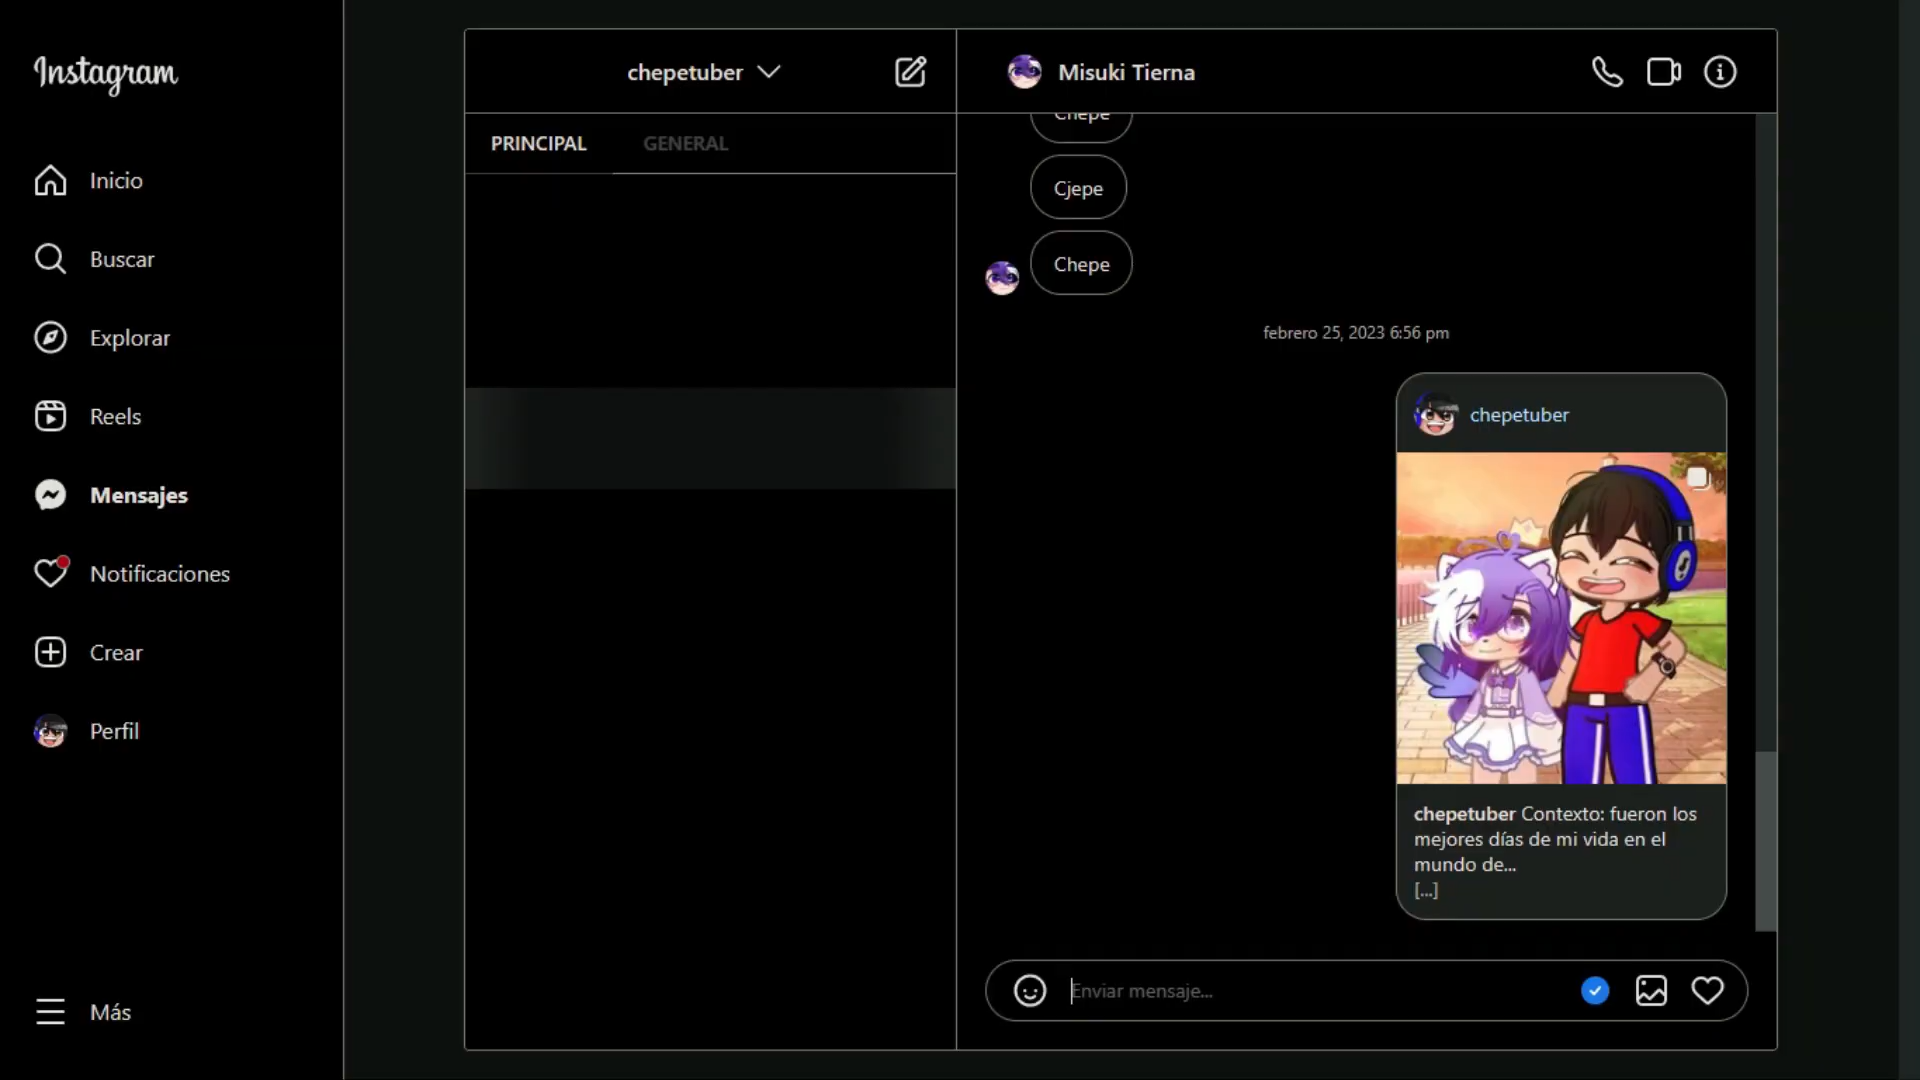 Instagram
Inicio
Buscar
Explorar
Reels
Mensajes
Notificaciones
Crear
Perfil
Más
chepetuber
PRINCIPAL
GENERAL
Misuki Tierna
Chepe
Cjepe
Chepe
febrero 25, 2023 6:56 pm
chepetuber
chepetuber Contexto: fueron los
mejores días de mi vida en el
mundo de...
[...]
Enviar mensaje...